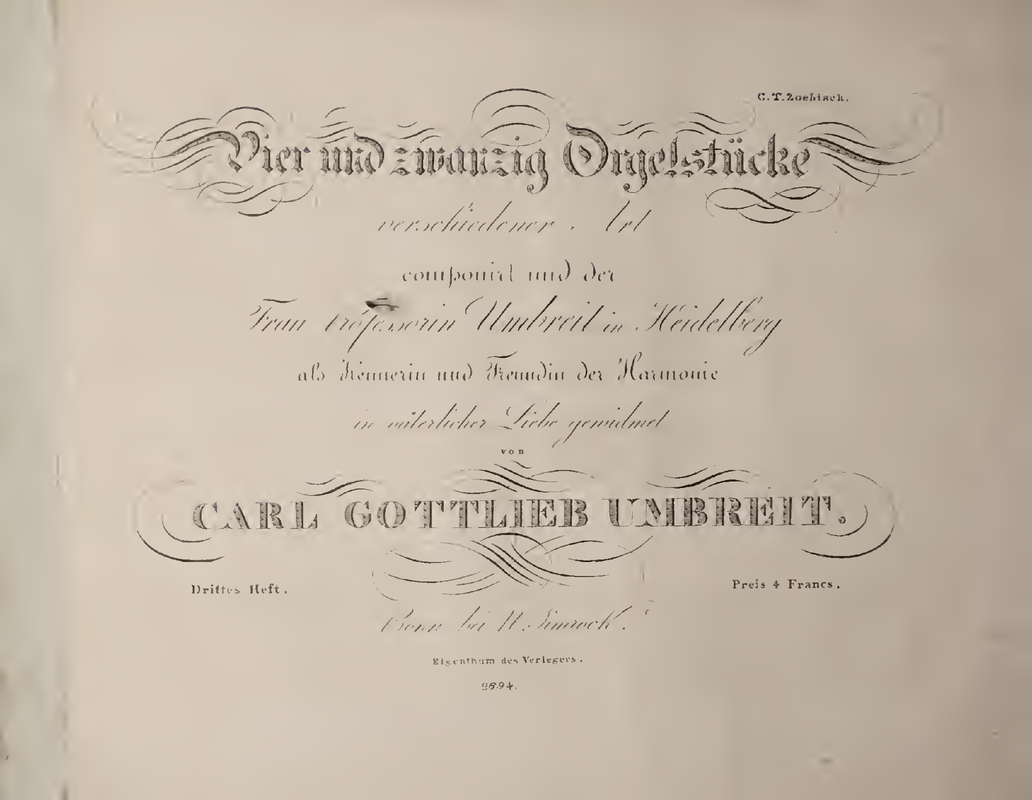 C. T. Zoebisch.
Vier und zwanzig Orgelstücke
verschiedener Art
componirt und der
Frau Professorin Umbreit in Heidelberg
als Kennerin und Freundin der Harmonie
in väterlicher Liebe gewidmet
von
CARL GOTTLIEB UMBREIT.
Drittes Heft.
Preis 4 Francs.
Bonn bei N. Simrock.
Eigenthum des Verlegers.
2694.